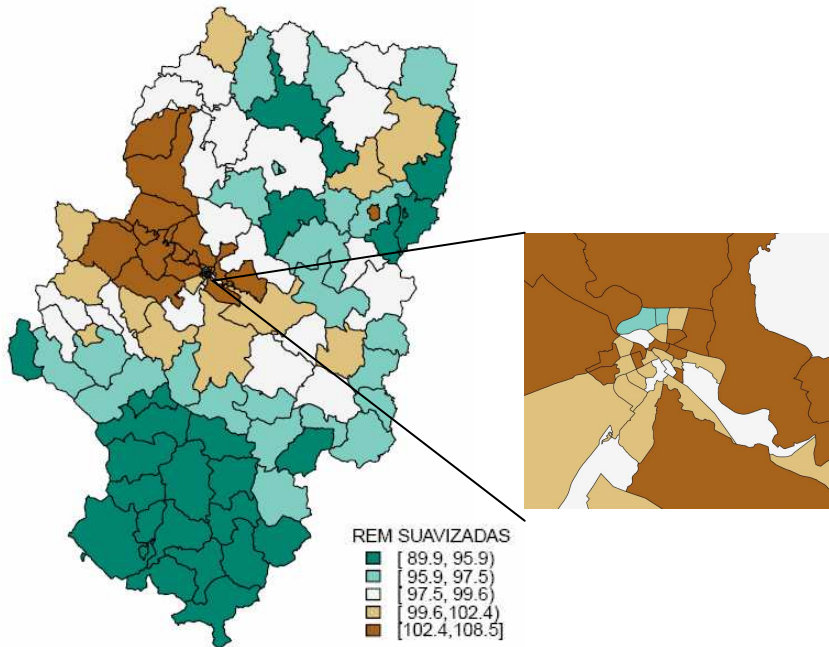 REM SUAVIZADAS
[ 89.9, 95.9)
[ 95.9, 97.5)
[ 97.5, 99.6)
[ 99.6,102.4)
[102.4,108.5]